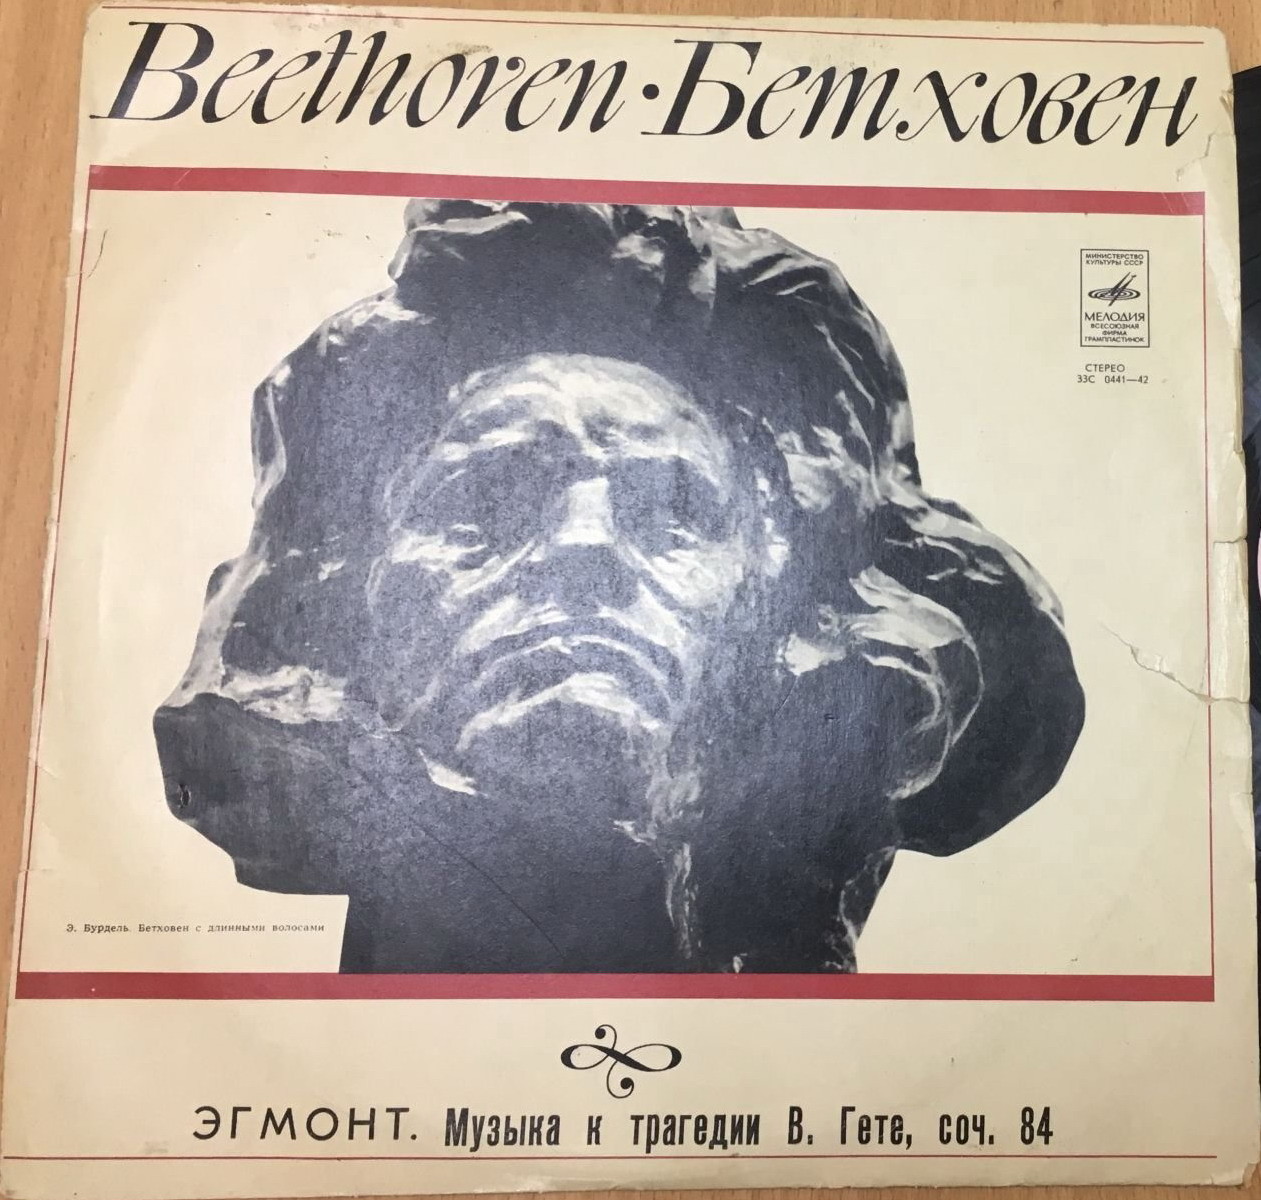 Beethoven · Бетховен
МИНИСТЕРСТВО
КУЛЬТУРЫ СССР
МЕЛОДИЯ
ВСЕСОЮЗНАЯ
ФИРМА
ГРАМПЛАСТИНОК
СТЕРЕО
33С 0441—42
Э. Бурдель. Бетховен с длинными волосами
ЭГМОНТ. Музыка к трагедии В. Гете, соч. 84